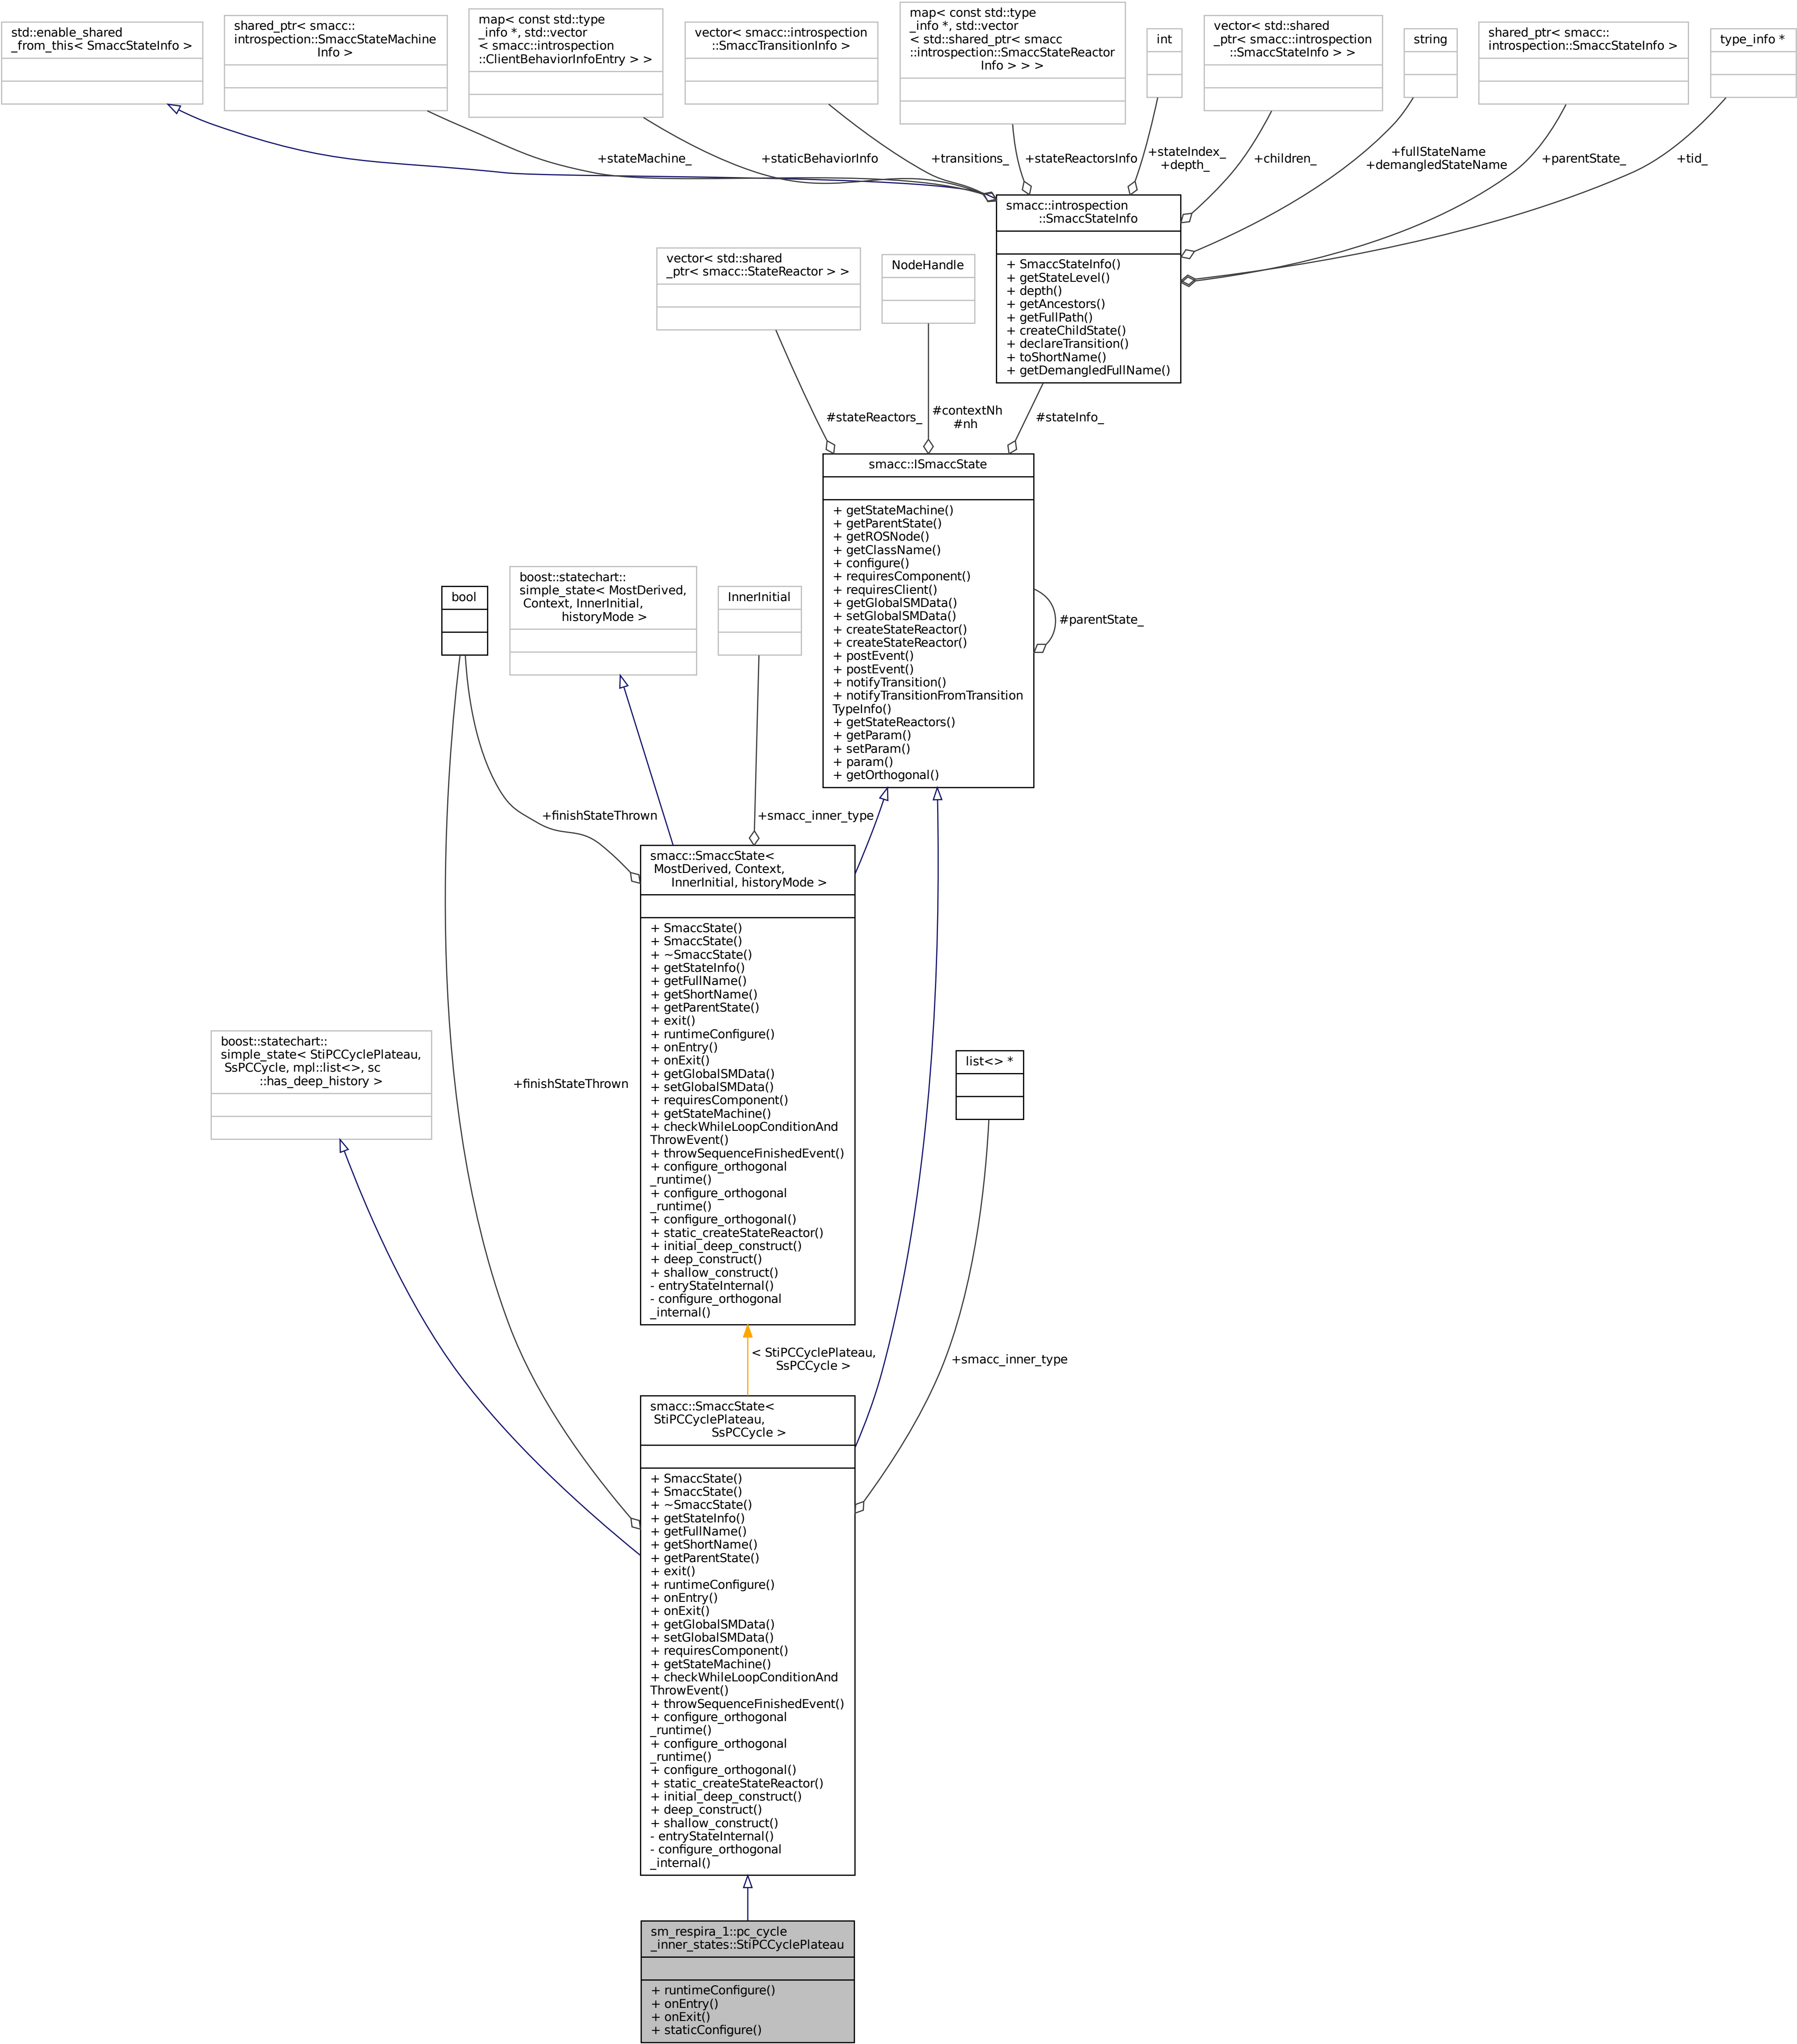 std::enable_shared
_from_this< SmaccStateInfo >
shared_ptr< smacc::
introspection::SmaccStateMachine
Info >
map< const std::type
_info *, std::vector
< smacc::introspection
::ClientBehaviorInfoEntry > >
vector< smacc::introspection
::SmaccTransitionInfo >
map< const std::type
_info *, std::vector
< std::shared_ptr< smacc
::introspection::SmaccStateReactor
Info > > >
int
vector< std::shared
_ptr< smacc::introspection
::SmaccStateInfo > >
string
shared_ptr< smacc::
introspection::SmaccStateInfo >
type_info *
+stateMachine_
+staticBehaviorInfo
+transitions_
+stateReactorsInfo
+stateIndex_
+depth_
+children_
+fullStateName
+demangledStateName
+parentState_
+tid_
smacc::introspection
::SmaccStateInfo
+ SmaccStateInfo()
+ getStateLevel()
+ depth()
+ getAncestors()
+ getFullPath()
+ createChildState()
+ declareTransition()
+ toShortName()
+ getDemangledFullName()
vector< std::shared
_ptr< smacc::StateReactor > >
NodeHandle
#stateReactors_
#contextNh
#nh
#stateInfo_
smacc::ISmaccState
+ getStateMachine()
+ getParentState()
+ getROSNode()
+ getClassName()
+ configure()
+ requiresComponent()
+ requiresClient()
+ getGlobalSMData()
+ setGlobalSMData()
+ createStateReactor()
+ createStateReactor()
+ postEvent()
+ postEvent()
+ notifyTransition()
+ notifyTransitionFromTransition
TypeInfo()
+ getStateReactors()
+ getParam()
+ setParam()
+ param()
+ getOrthogonal()
#parentState_
bool
boost::statechart::
simple_state< MostDerived,
Context, InnerInitial,
historyMode >
InnerInitial
+finishStateThrown
+smacc_inner_type
smacc::SmaccState<
MostDerived, Context,
InnerInitial, historyMode >
+ SmaccState()
+ SmaccState()
+ ~SmaccState()
+ getStateInfo()
+ getFullName()
+ getShortName()
+ getParentState()
+ exit()
+ runtimeConfigure()
+ onEntry()
+ onExit()
+ getGlobalSMData()
+ setGlobalSMData()
+ requiresComponent()
+ getStateMachine()
+ checkWhileLoopConditionAnd
ThrowEvent()
+ throwSequenceFinishedEvent()
+ configure_orthogonal
_runtime()
+ configure_orthogonal
_runtime()
+ configure_orthogonal()
+ static_createStateReactor()
+ initial_deep_construct()
+ deep_construct()
+ shallow_construct()
- entryStateInternal()
- configure_orthogonal
_internal()
boost::statechart::
simple_state< StiPCCyclePlateau,
SsPCCycle, mpl::list<>, sc
::has_deep_history >
+finishStateThrown
list<> *
< StiPCCyclePlateau,
SsPCCycle >
+smacc_inner_type
smacc::SmaccState<
StiPCCyclePlateau,
SsPCCycle >
+ SmaccState()
+ SmaccState()
+ ~SmaccState()
+ getStateInfo()
+ getFullName()
+ getShortName()
+ getParentState()
+ exit()
+ runtimeConfigure()
+ onEntry()
+ onExit()
+ getGlobalSMData()
+ setGlobalSMData()
+ requiresComponent()
+ getStateMachine()
+ checkWhileLoopConditionAnd
ThrowEvent()
+ throwSequenceFinishedEvent()
+ configure_orthogonal
_runtime()
+ configure_orthogonal
_runtime()
+ configure_orthogonal()
+ static_createStateReactor()
+ initial_deep_construct()
+ deep_construct()
+ shallow_construct()
- entryStateInternal()
- configure_orthogonal
_internal()
sm_respira_1::pc_cycle
_inner_states::StiPCCyclePlateau
+ runtimeConfigure()
+ onEntry()
+ onExit()
+ staticConfigure()